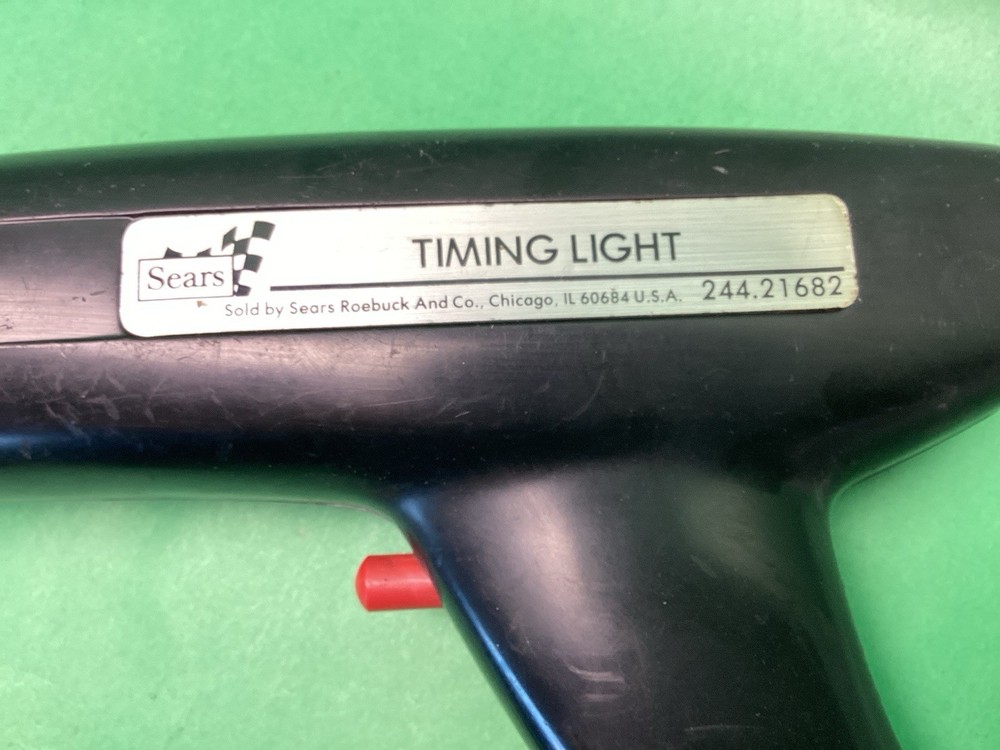 TIMING LIGHT
Sears
Sold by Sears Roebuck And Co., Chicago, IL 60684 U.S.A. 244.21682